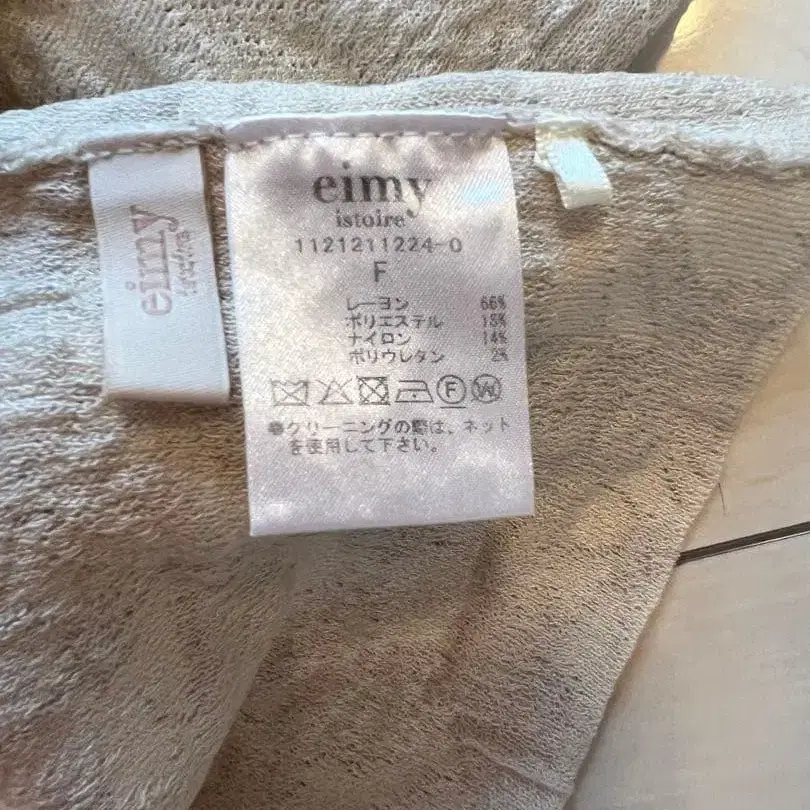 eimy
istoire
1121211224-0
F
レーヨン 66%
ポリエステル 18%
ナイロン 14%
ポリウレタン 2%
F W
●クリーニングの際は、ネット
を使用して下さい。
eimy
istoire